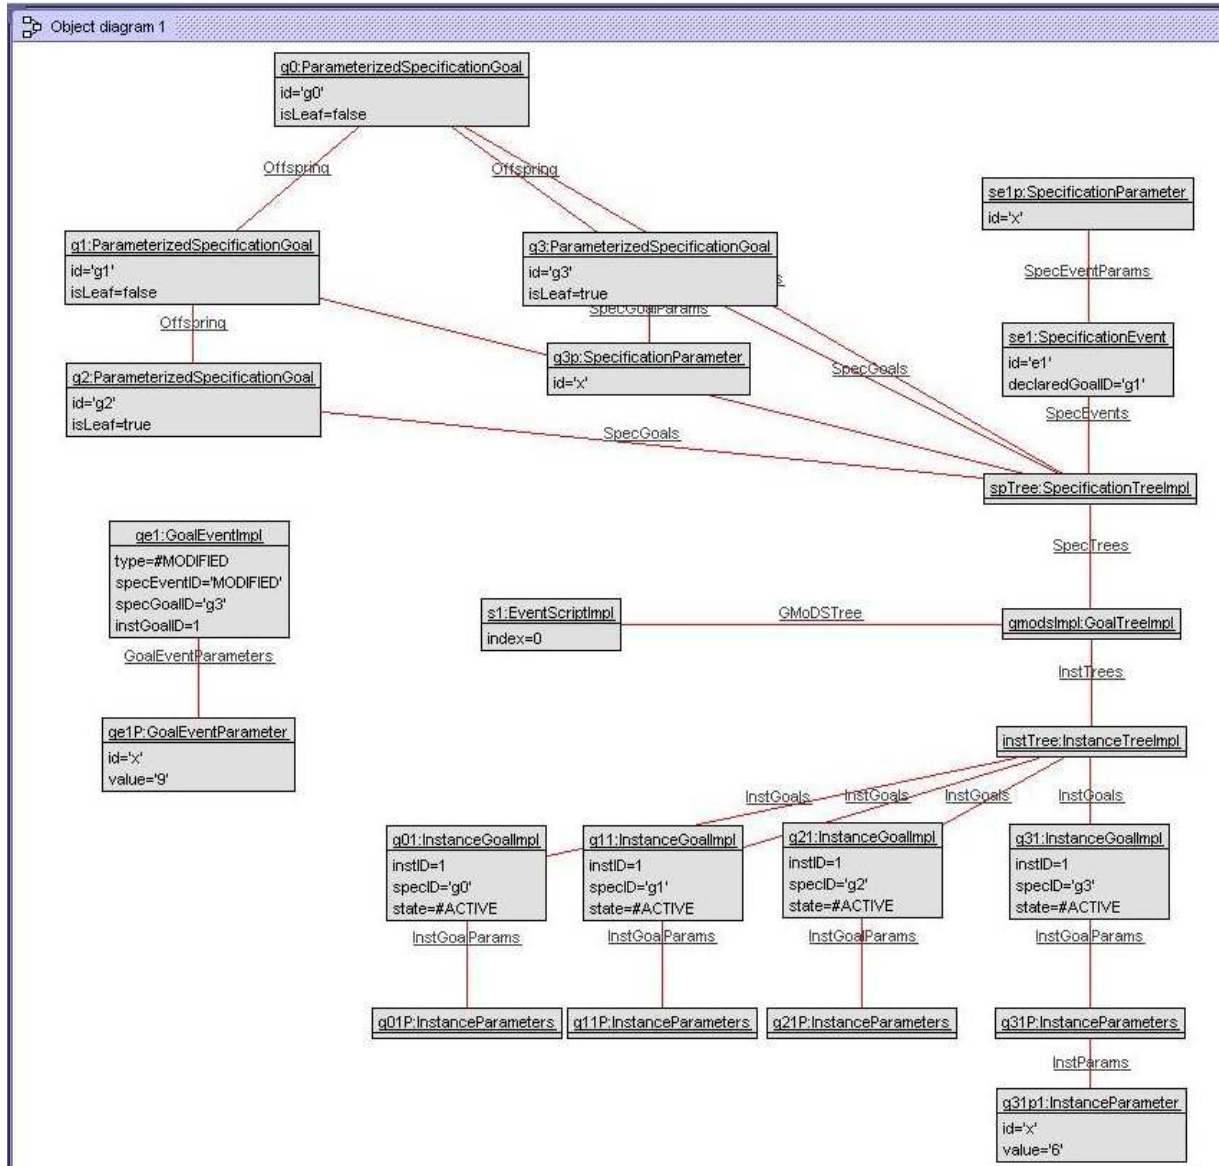 Object diagram 1
g0:ParameterizedSpecificationGoal
id='g0'
isLeaf=false
Offspring
Offspring
se1p:SpecificationParameter
id='x'
g1:ParameterizedSpecificationGoal
id='g1'
isLeaf=false
g3:ParameterizedSpecificationGoal
id='g3'
isLeaf=true
SpecEventParams
SpecGoalParams
Offspring
se1:SpecificationEvent
id='e1'
declaredGoalID='g1'
g3p:SpecificationParameter
id='x'
SpecGoals
g2:ParameterizedSpecificationGoal
id='g2'
isLeaf=true
SpecEvents
SpecGoals
spTree:SpecificationTreeImpl
ge1:GoalEventImpl
type=#MODIFIED
specEventID='MODIFIED'
specGoalID='g3'
instGoalID=1
SpecTrees
s1:EventScriptImpl
index=0
GMoDSTree
gmodsImpl:GoalTreeImpl
GoalEventParameters
InstTrees
ge1P:GoalEventParameter
id='x'
value='9'
instTree:InstanceTreeImpl
InstGoals
InstGoals
InstGoals
InstGoals
g01:InstanceGoalImpl
instID=1
specID='g0'
state=#ACTIVE
g11:InstanceGoalImpl
instID=1
specID='g1'
state=#ACTIVE
g21:InstanceGoalImpl
instID=1
specID='g2'
state=#ACTIVE
g31:InstanceGoalImpl
instID=1
specID='g3'
state=#ACTIVE
InstGoalParams
InstGoalParams
InstGoalParams
InstGoalParams
g01P:InstanceParameters
g11P:InstanceParameters
g21P:InstanceParameters
g31P:InstanceParameters
InstParams
g31p1:InstanceParameter
id='x'
value='6'